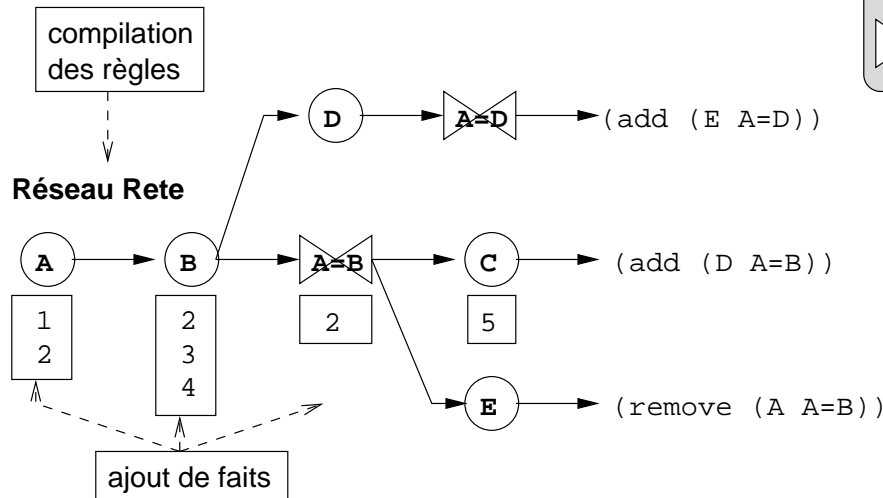 compilation
des règles
D
A=D
(add (E A=D))
Réseau Rete
A
B
A=B
C
(add (D A=B))
1
2
2
3
4
2
5
E
(remove (A A=B))
ajout de faits